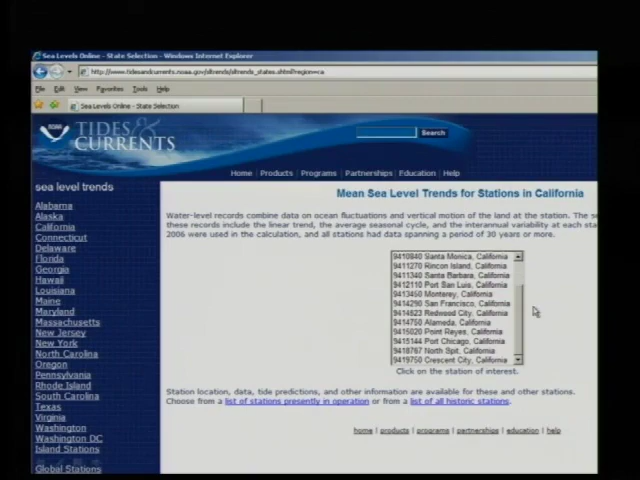 Sea Levels Online - State Selection - Windows Internet Explorer
http://www.tidesandcurrents.noaa.gov/sltrends/sltrends_states.shtml?region=ca
File Edit View Favorites Tools Help
Sea Levels Online - State Selection
NOAA TIDES & CURRENTS
Search
Home | Products | Programs | Partnerships | Education | Help
sea level trends
Alabama
Alaska
California
Connecticut
Delaware
Florida
Georgia
Hawaii
Louisiana
Maine
Maryland
Massachusetts
New Jersey
New York
North Carolina
Oregon
Pennsylvania
Rhode Island
South Carolina
Texas
Virginia
Washington
Washington DC
Island Stations
Global Stations
Mean Sea Level Trends for Stations in California
Water-level records combine data on ocean fluctuations and vertical motion of the land at the station. The
these records include the linear trend, the average seasonal cycle, and the interannual variability at each
2006 were used in the calculation, and all stations had data spanning a period of 30 years or more.
9410840 Santa Monica, California
9411270 Rincon Island, California
9411340 Santa Barbara, California
9412110 Port San Luis, California
9413450 Monterey, California
9414290 San Francisco, California
9414523 Redwood City, California
9414750 Alameda, California
9415020 Point Reyes, California
9415144 Port Chicago, California
9418767 North Spit, California
9419750 Crescent City, California
Click on the station of interest.
Station location, data, tide predictions, and other information are available for these and other stations.
Choose from a list of stations presently in operation or from a list of all historic stations.
home | products | programs | partnerships | education | help